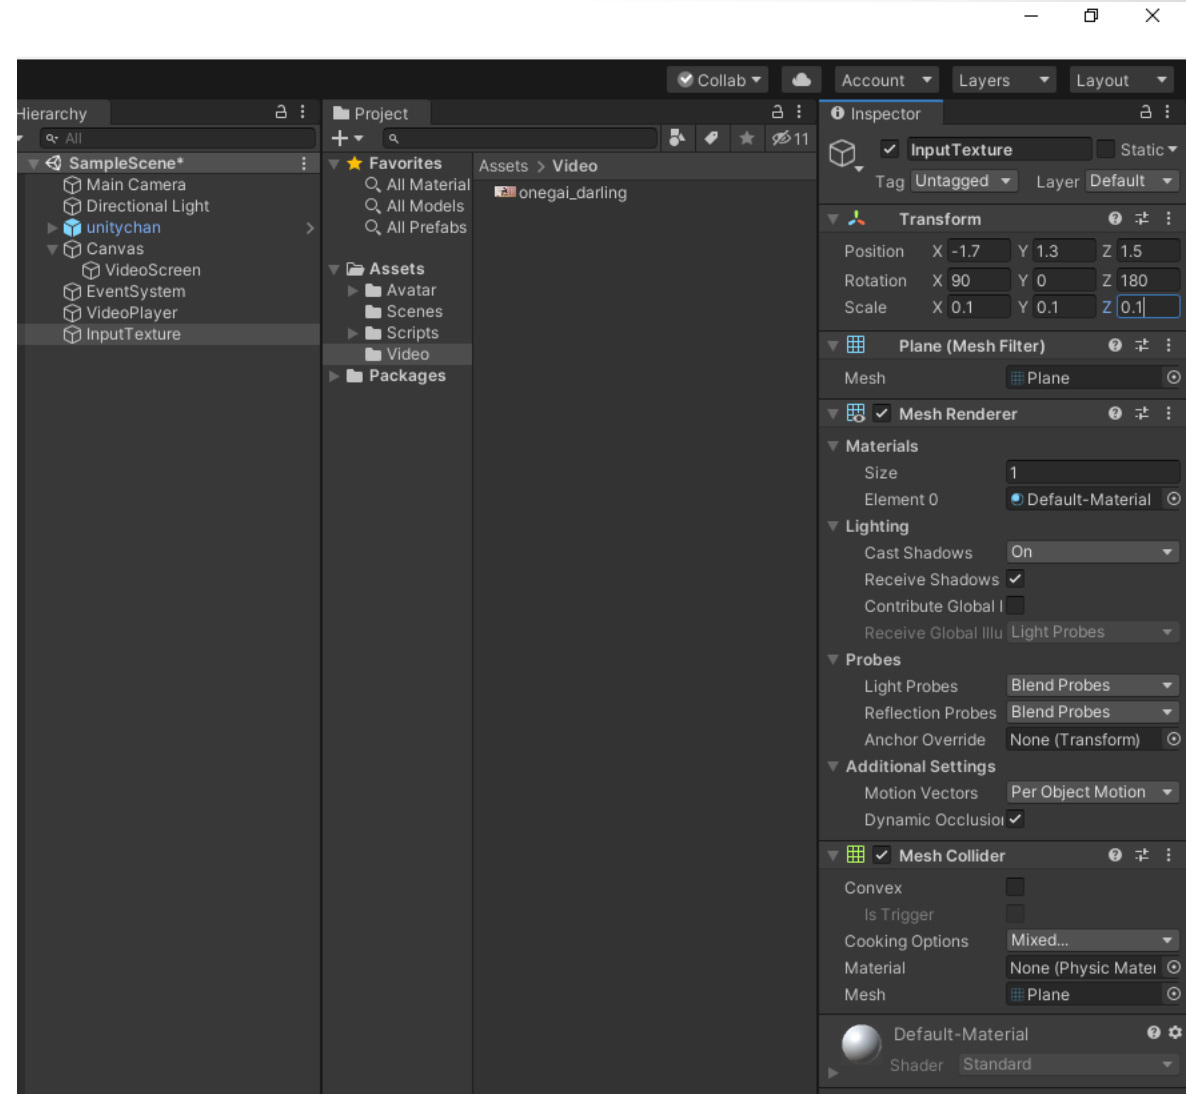 Collab
Account
Layers
Layout
Hierarchy
All
SampleScene*
Main Camera
Directional Light
unitychan
Canvas
VideoScreen
EventSystem
VideoPlayer
InputTexture
Project
11
Favorites
All Material
All Models
All Prefabs
Assets
Avatar
Scenes
Scripts
Video
Packages
Assets > Video
onegai_darling
Inspector
InputTexture Static
Tag Untagged Layer Default
Transform
Position X -1.7 Y 1.3 Z 1.5
Rotation X 90 Y 0 Z 180
Scale X 0.1 Y 0.1 Z 0.1
Plane (Mesh Filter)
Mesh Plane
Mesh Renderer
Materials
Size 1
Element 0 Default-Material
Lighting
Cast Shadows On
Receive Shadows
Contribute Global I
Receive Global Illu Light Probes
Probes
Light Probes Blend Probes
Reflection Probes Blend Probes
Anchor Override None (Transform)
Additional Settings
Motion Vectors Per Object Motion
Dynamic Occlusion
Mesh Collider
Convex
Is Trigger
Cooking Options Mixed...
Material None (Physic Mater
Mesh Plane
Default-Material
Shader Standard